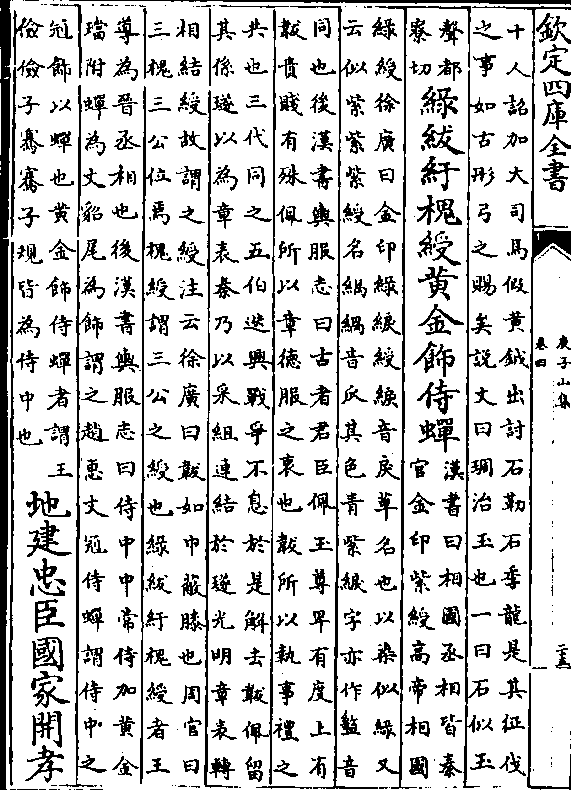 欽定四庫全書
庾子山集
卷四
二十五
十人詔加大司馬假黄鉞出討石勒石季龍是其征伐
之事如古彤弓之賜矣説文曰琱治玉也一曰石似玉
聲都
寮切
綠紱紆槐綬黄金飾侍蟬
漢書曰相國丞相皆秦
官金印紫綬高帝相國
綠綬徐廣曰金印綠綟綬綟音戾草名也以染似綠又
云似紫紫紫綬名緺緺音瓜其色青紫綟字亦作盭音
同也後漢書輿服志曰古者君臣佩玉尊卑有度上有
韍貴賤有殊佩所以章德服之衷也韍所以執事禮之
共也三代同之五伯迭興戰爭不息於是解去韍佩留
其係璲以為章表秦乃以采組連結於璲光明章表轉
相結綬故謂之綬注云徐廣曰韍如巾蔽膝也周官曰
三槐三公位焉槐綬謂三公之綬也綠紱紆槐綬者王
導為晉丞相也後漢書輿服志曰侍中中常侍加黄金
璫附蟬為文貂尾為飾謂之趙惠文冠侍蟬謂侍中之
冠飾以蟬也黄金飾侍蟬者謂王
儉儉子騫騫子規皆為侍中也
地建忠臣國家開孝